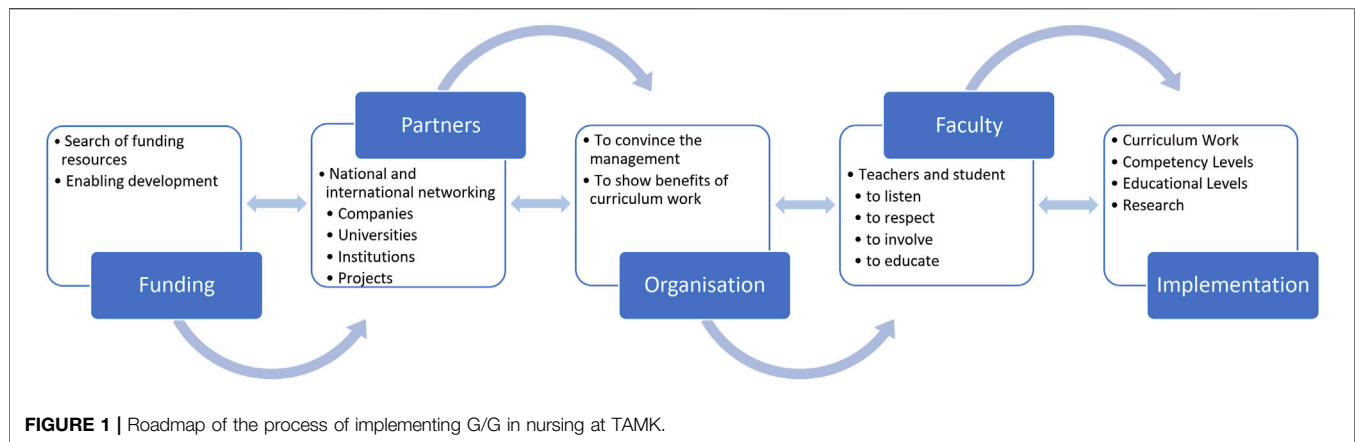 • Search of funding
resources
• Enabling development
Funding
Partners
• National and
international networking
• Companies
• Universities
• Institutions
• Projects
• To convince the
management
• To show benefits of
curriculum work
Organisation
Faculty
• Teachers and student
• to listen
• to respect
• to involve
• to educate
• Curriculum Work
• Competency Levels
• Educational Levels
• Research
Implementation
FIGURE 1 | Roadmap of the process of implementing G/G in nursing at TAMK.